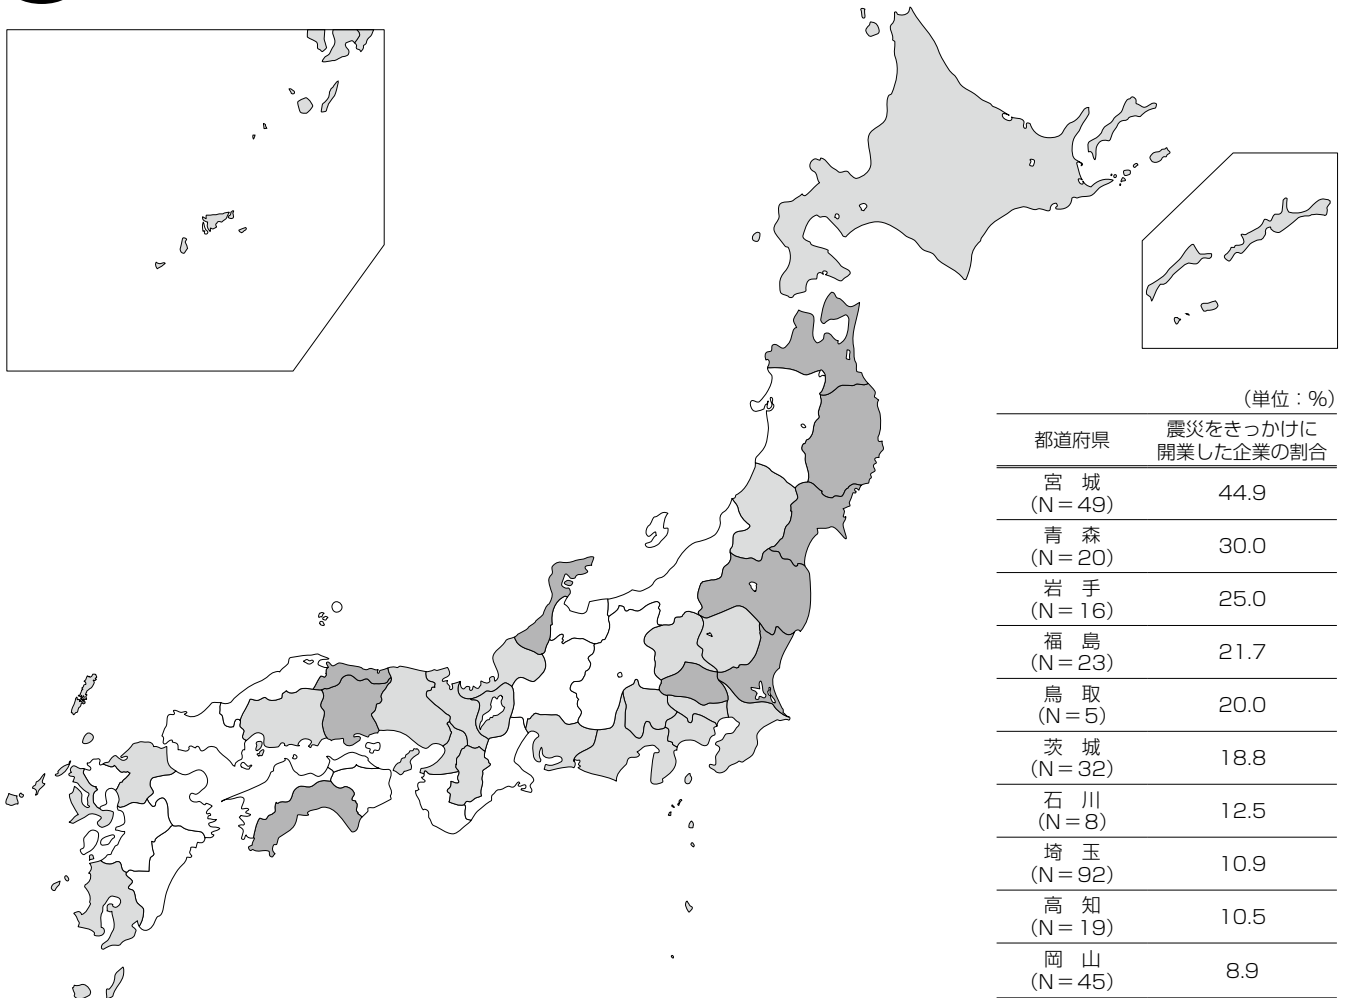 （単位：％）
都道府県
震災をきっかけに
開業した企業の割合
宮　城
（N＝49）
44.9
青　森
（N＝20）
30.0
岩　手
（N＝16）
25.0
福　島
（N＝23）
21.7
鳥　取
（N＝5）
20.0
茨　城
（N＝32）
18.8
石　川
（N＝8）
12.5
埼　玉
（N＝92）
10.9
高　知
（N＝19）
10.5
岡　山
（N＝45）
8.9